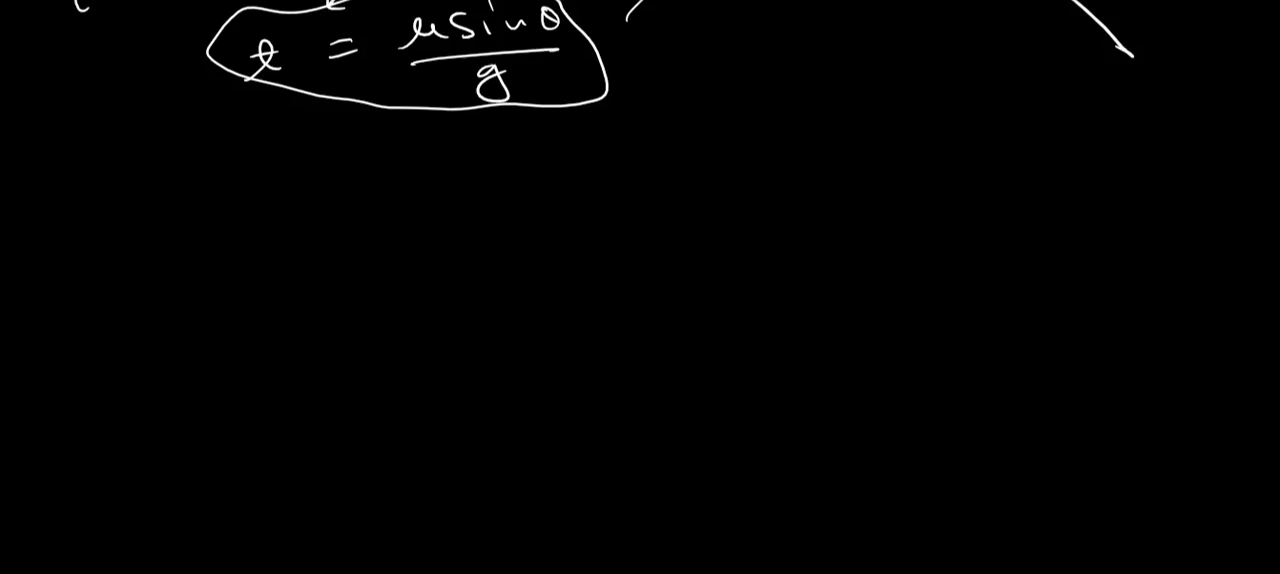 t = usinθ/g